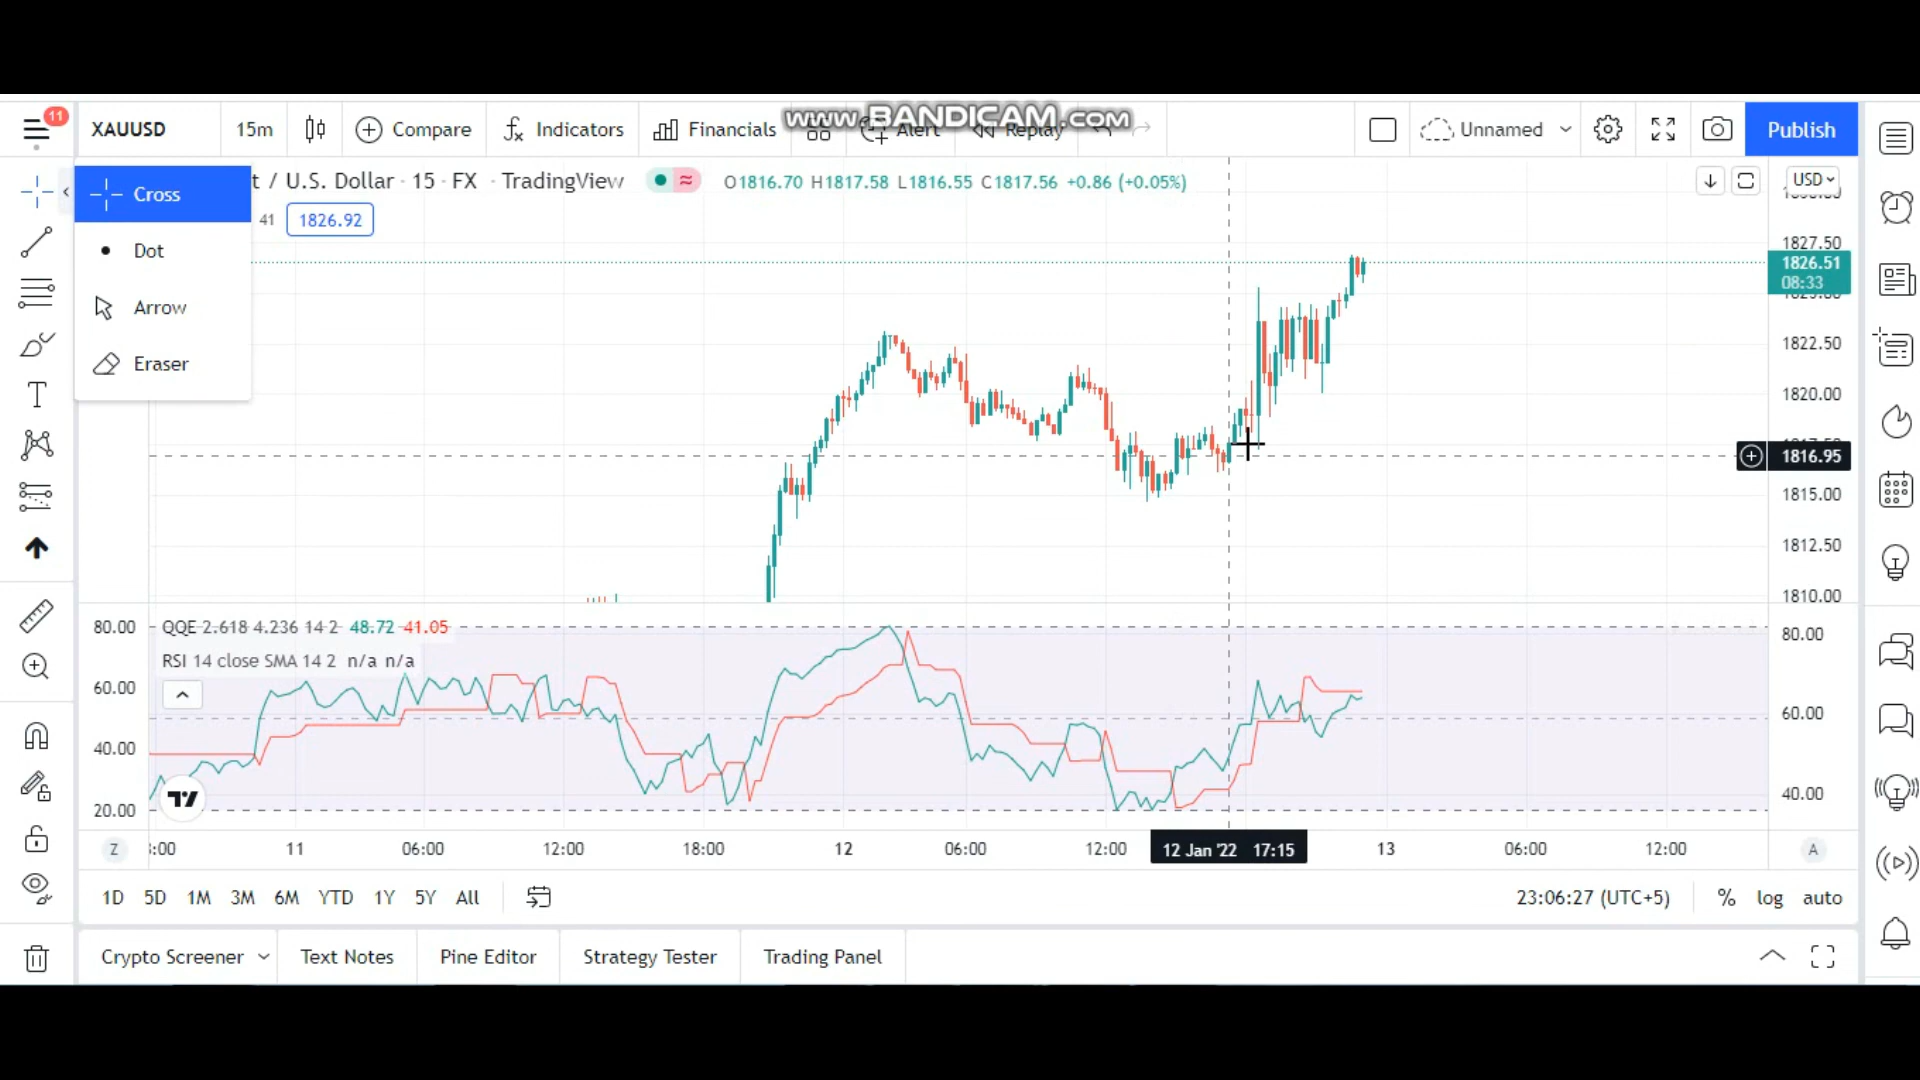 www.BANDICAM.com
11
XAUUSD
15m
Compare
Indicators
Financials
Alert
Replay
Unnamed
Publish
Cross
Dot
Arrow
Eraser
t / U.S. Dollar · 15 · FX · TradingView
O1816.70 H1817.58 L1816.55 C1817.56 +0.86 (+0.05%)
41
1826.92
USD
1827.50
1826.51
08:33
1822.50
1820.00
1816.95
1815.00
1812.50
1810.00
80.00
QQE 2.618 4.236 14 2 48.72 41.05
RSI 14 close SMA 14 2 n/a n/a
60.00
40.00
20.00
80.00
60.00
40.00
Z
:00
11
06:00
12:00
18:00
12
06:00
12:00
12 Jan '22 17:15
13
06:00
12:00
A
1D 5D 1M 3M 6M YTD 1Y 5Y All
23:06:27 (UTC+5)
% log auto
Crypto Screener
Text Notes
Pine Editor
Strategy Tester
Trading Panel